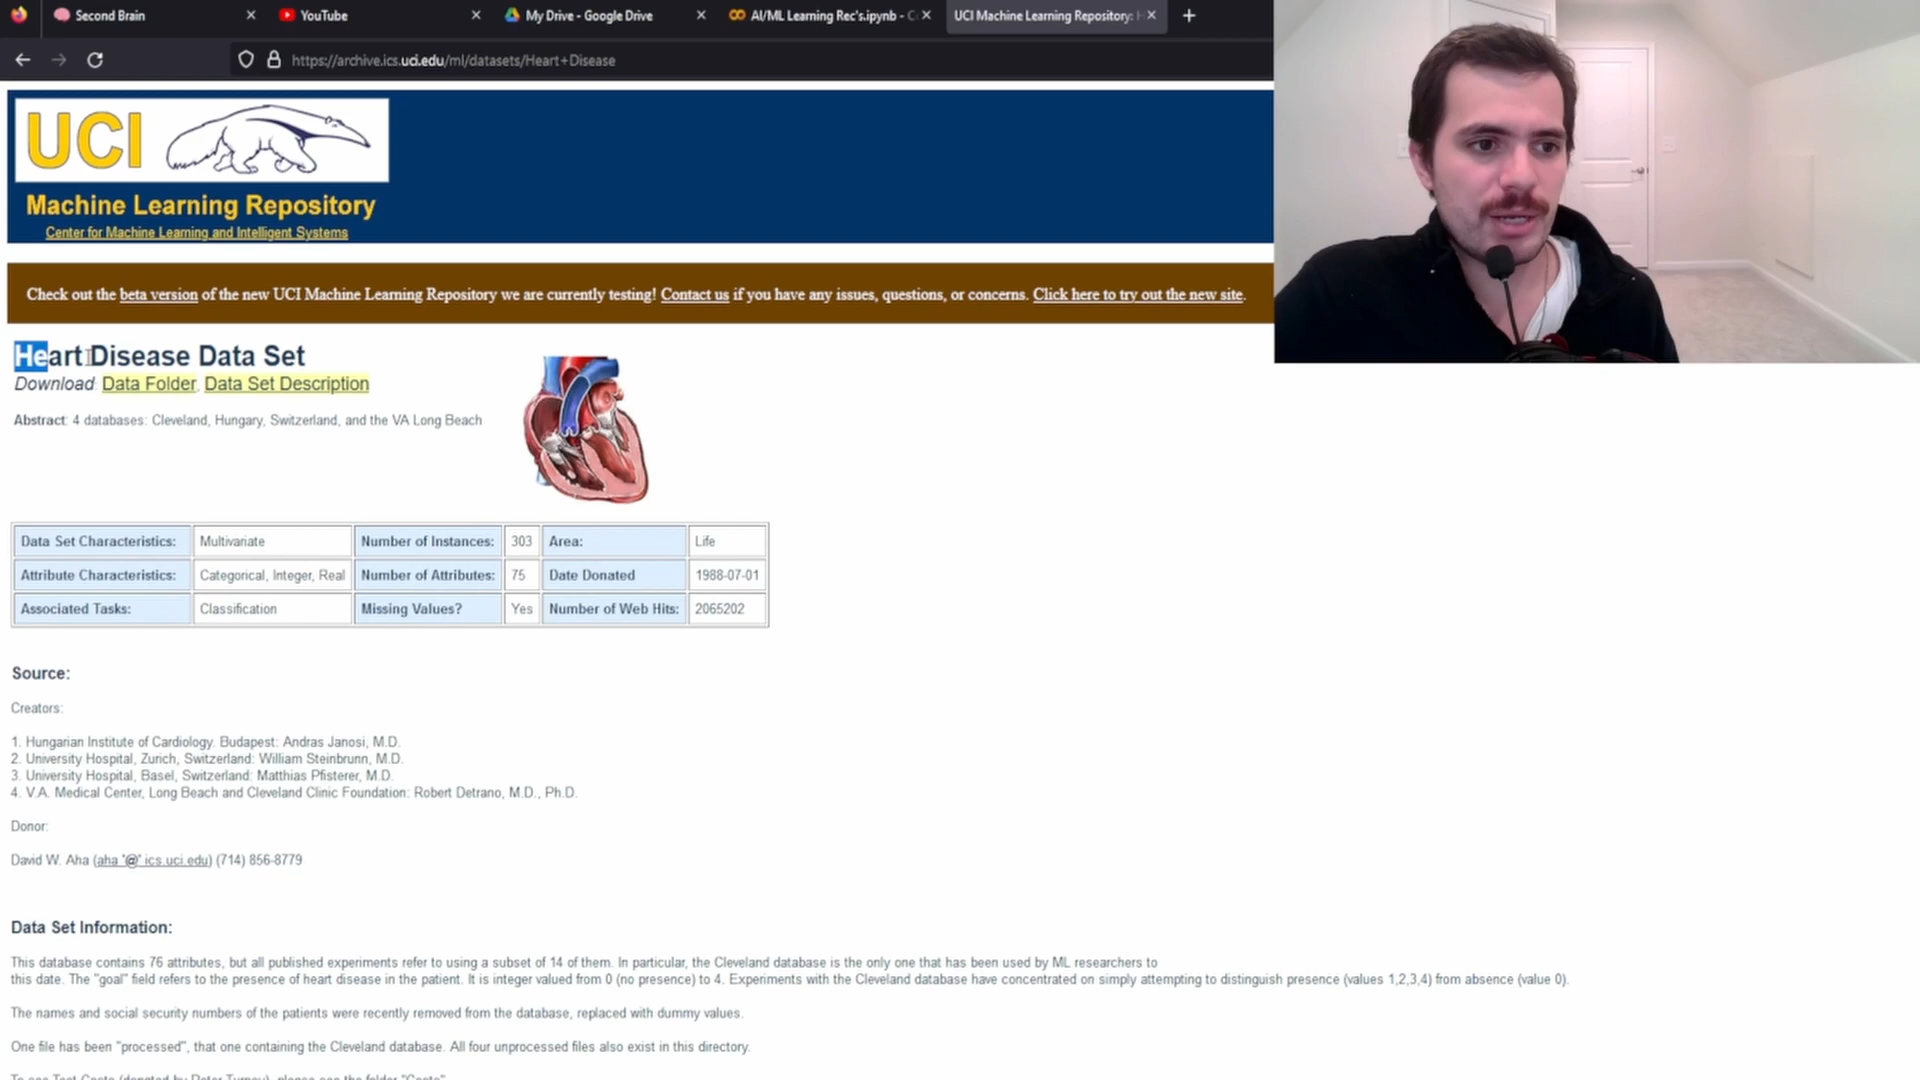 Second Brain
YouTube
My Drive - Google Drive
AI/ML Learning Rec's.ipynb - C
UCI Machine Learning Repository: H
https://archive.ics.uci.edu/ml/datasets/Heart+Disease
UCI
Machine Learning Repository
Center for Machine Learning and Intelligent Systems
Check out the beta version of the new UCI Machine Learning Repository we are currently testing! Contact us if you have any issues, questions, or concerns. Click here to try out the new site.
Heart Disease Data Set
Download: Data Folder, Data Set Description
Abstract: 4 databases: Cleveland, Hungary, Switzerland, and the VA Long Beach
Data Set Characteristics: Multivariate Number of Instances: 303 Area: Life
Attribute Characteristics: Categorical, Integer, Real Number of Attributes: 75 Date Donated 1988-07-01
Associated Tasks: Classification Missing Values? Yes Number of Web Hits: 2065202
Source:
Creators:
1. Hungarian Institute of Cardiology. Budapest: Andras Janosi, M.D.
2. University Hospital, Zurich, Switzerland: William Steinbrunn, M.D.
3. University Hospital, Basel, Switzerland: Matthias Pfisterer, M.D.
4. V.A. Medical Center, Long Beach and Cleveland Clinic Foundation: Robert Detrano, M.D., Ph.D.
Donor:
David W. Aha (aha '@' ics.uci.edu) (714) 856-8779
Data Set Information:
This database contains 76 attributes, but all published experiments refer to using a subset of 14 of them. In particular, the Cleveland database is the only one that has been used by ML researchers to
this date. The "goal" field refers to the presence of heart disease in the patient. It is integer valued from 0 (no presence) to 4. Experiments with the Cleveland database have concentrated on simply attempting to distinguish presence (values 1,2,3,4) from absence (value 0).
The names and social security numbers of the patients were recently removed from the database, replaced with dummy values.
One file has been "processed", that one containing the Cleveland database. All four unprocessed files also exist in this directory.
To see Test Costs (donated by Peter Turney), please see the folder "Costs"